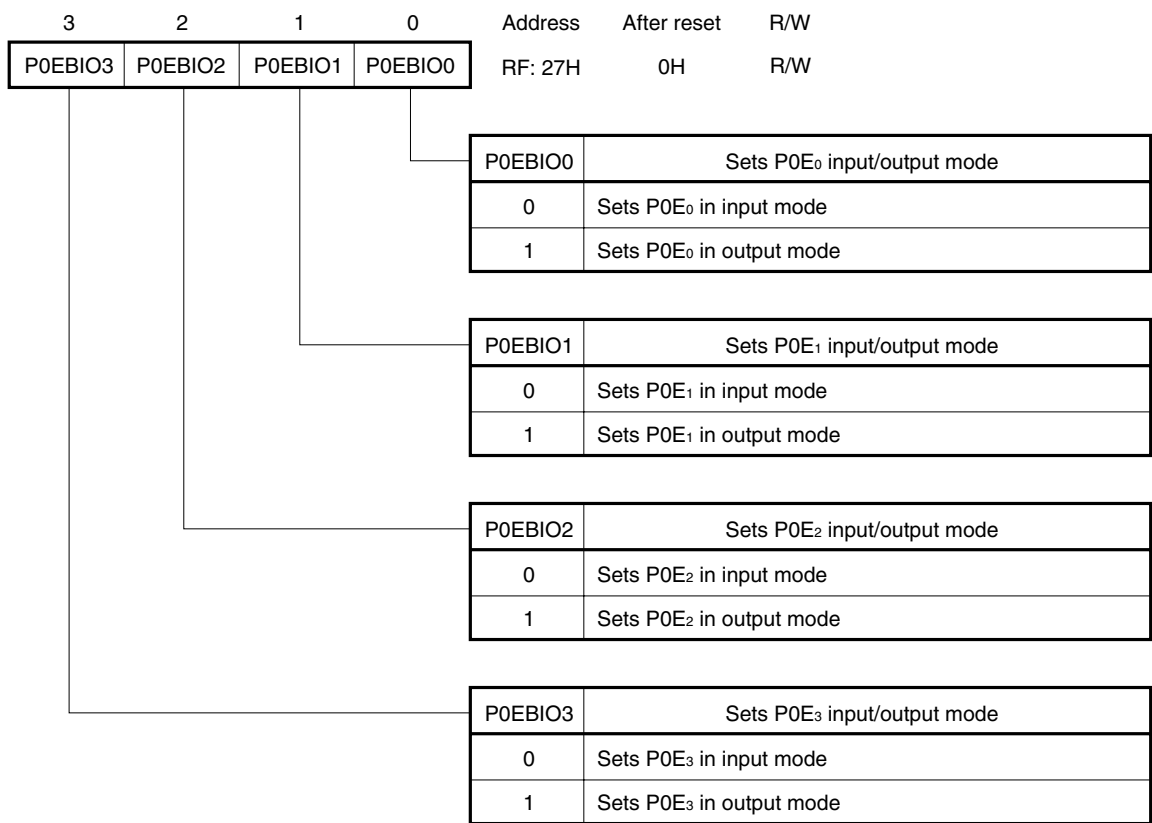 3 2 1 0 Address After reset R/W
P0EBIO3 P0EBIO2 P0EBIO1 P0EBIO0 RF: 27H 0H R/W
P0EBIO0 Sets P0E₀ input/output mode
0 Sets P0E₀ in input mode
1 Sets P0E₀ in output mode
P0EBIO1 Sets P0E₁ input/output mode
0 Sets P0E₁ in input mode
1 Sets P0E₁ in output mode
P0EBIO2 Sets P0E₂ input/output mode
0 Sets P0E₂ in input mode
1 Sets P0E₂ in output mode
P0EBIO3 Sets P0E₃ input/output mode
0 Sets P0E₃ in input mode
1 Sets P0E₃ in output mode